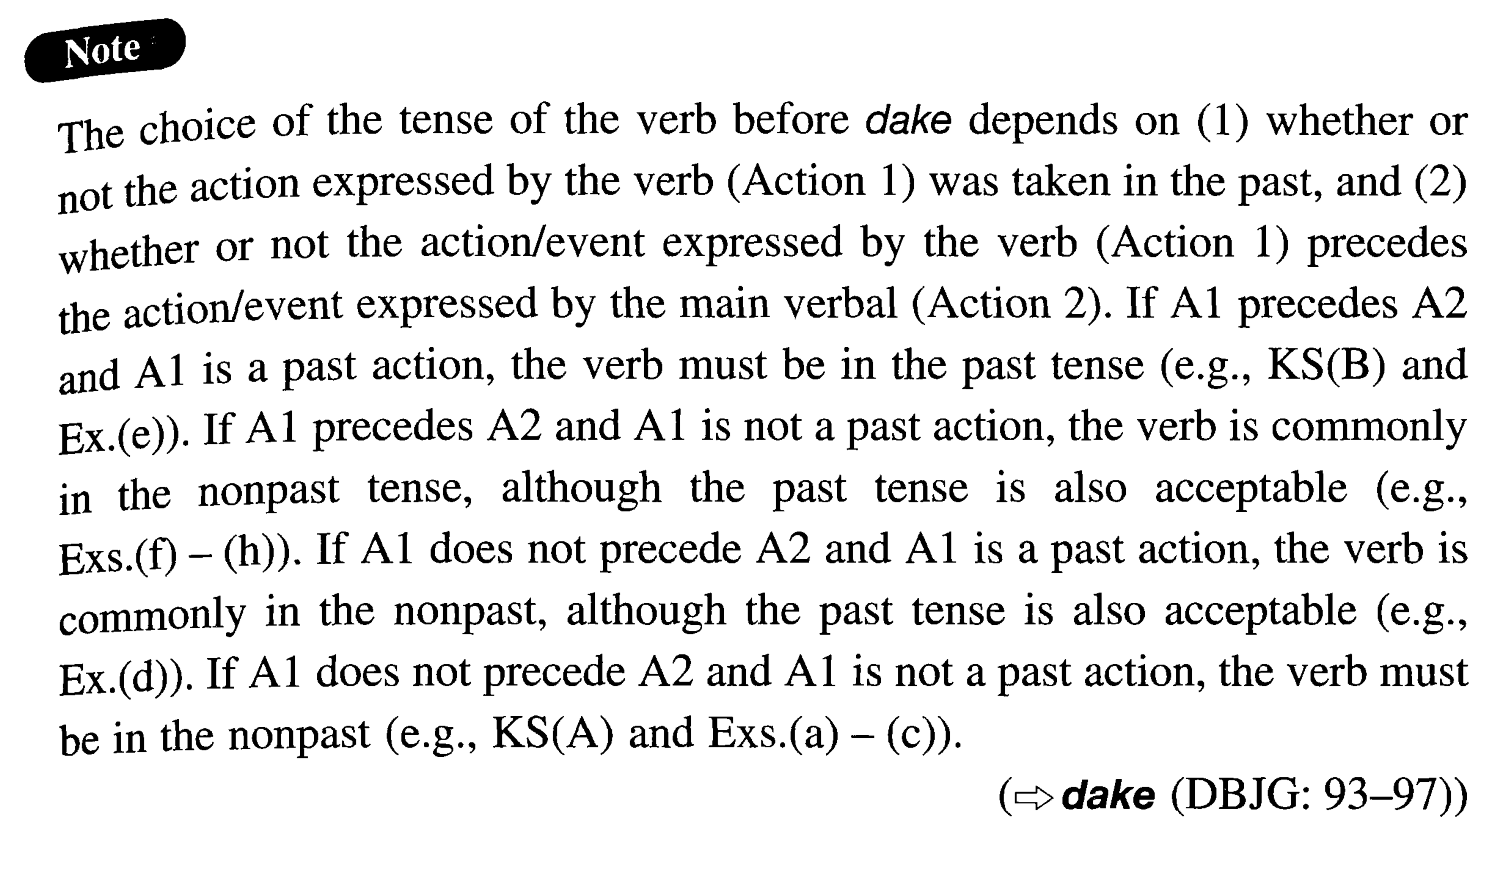 Note
The choice of the tense of the verb before dake depends on (1) whether or
not the action expressed by the verb (Action 1) was taken in the past, and (2)
whether or not the action/event expressed by the verb (Action 1) precedes
the action/event expressed by the main verbal (Action 2). If A1 precedes A2
and A1 is a past action, the verb must be in the past tense (e.g., KS(B) and
Ex.(e)). If A1 precedes A2 and A1 is not a past action, the verb is commonly
in the nonpast tense, although the past tense is also acceptable (e.g.,
Exs.(f) – (h)). If A1 does not precede A2 and A1 is a past action, the verb is
commonly in the nonpast, although the past tense is also acceptable (e.g.,
Ex.(d)). If A1 does not precede A2 and A1 is not a past action, the verb must
be in the nonpast (e.g., KS(A) and Exs.(a) – (c)).
(⇨ dake (DBJG: 93–97))